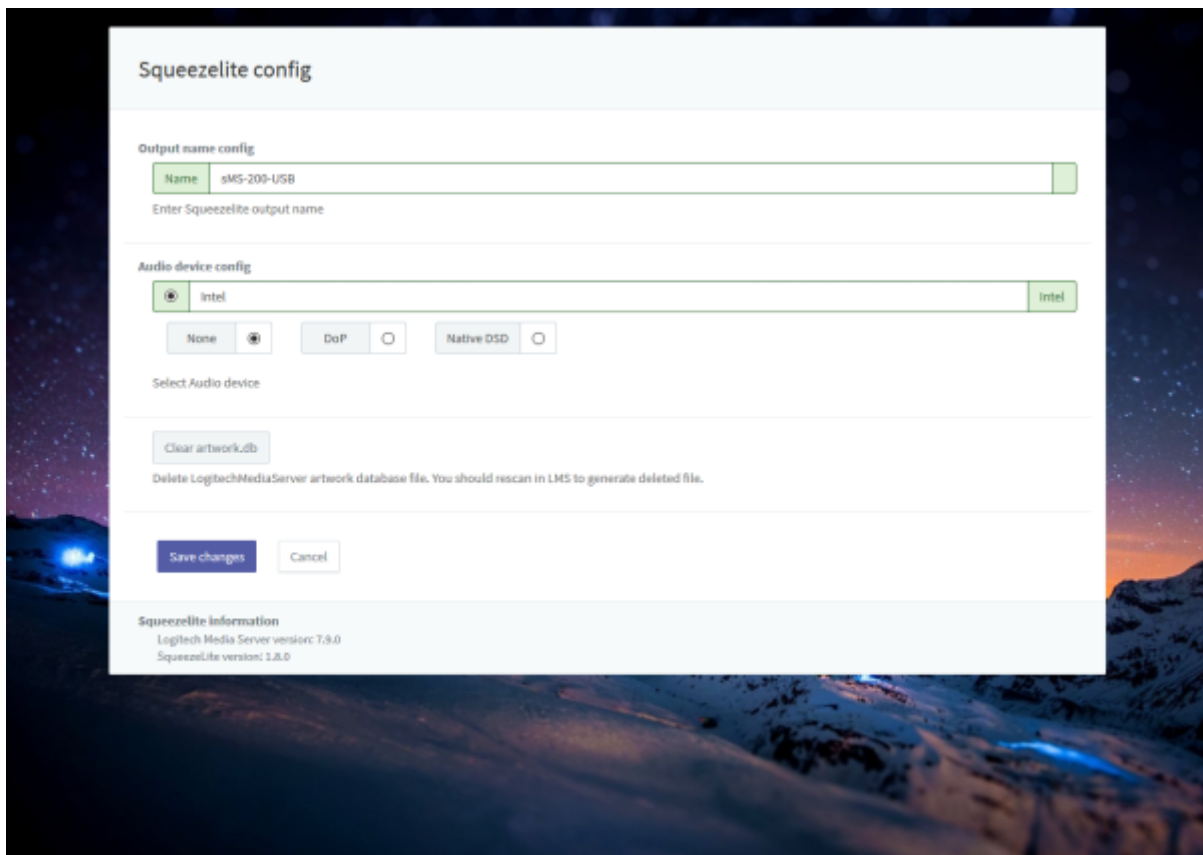 Squeezelite config
Output name config
Name sMS-200-USB
Enter Squeezelite output name
Audio device config
Intel Intel
None DoP Native DSD
Select Audio device
Clear artwork.db
Delete LogitechMediaServer artwork database file. You should rescan in LMS to generate deleted file.
Save changes Cancel
Squeezelite information
Logitech Media Server version: 7.9.0
SqueezeLite version: 1.8.0